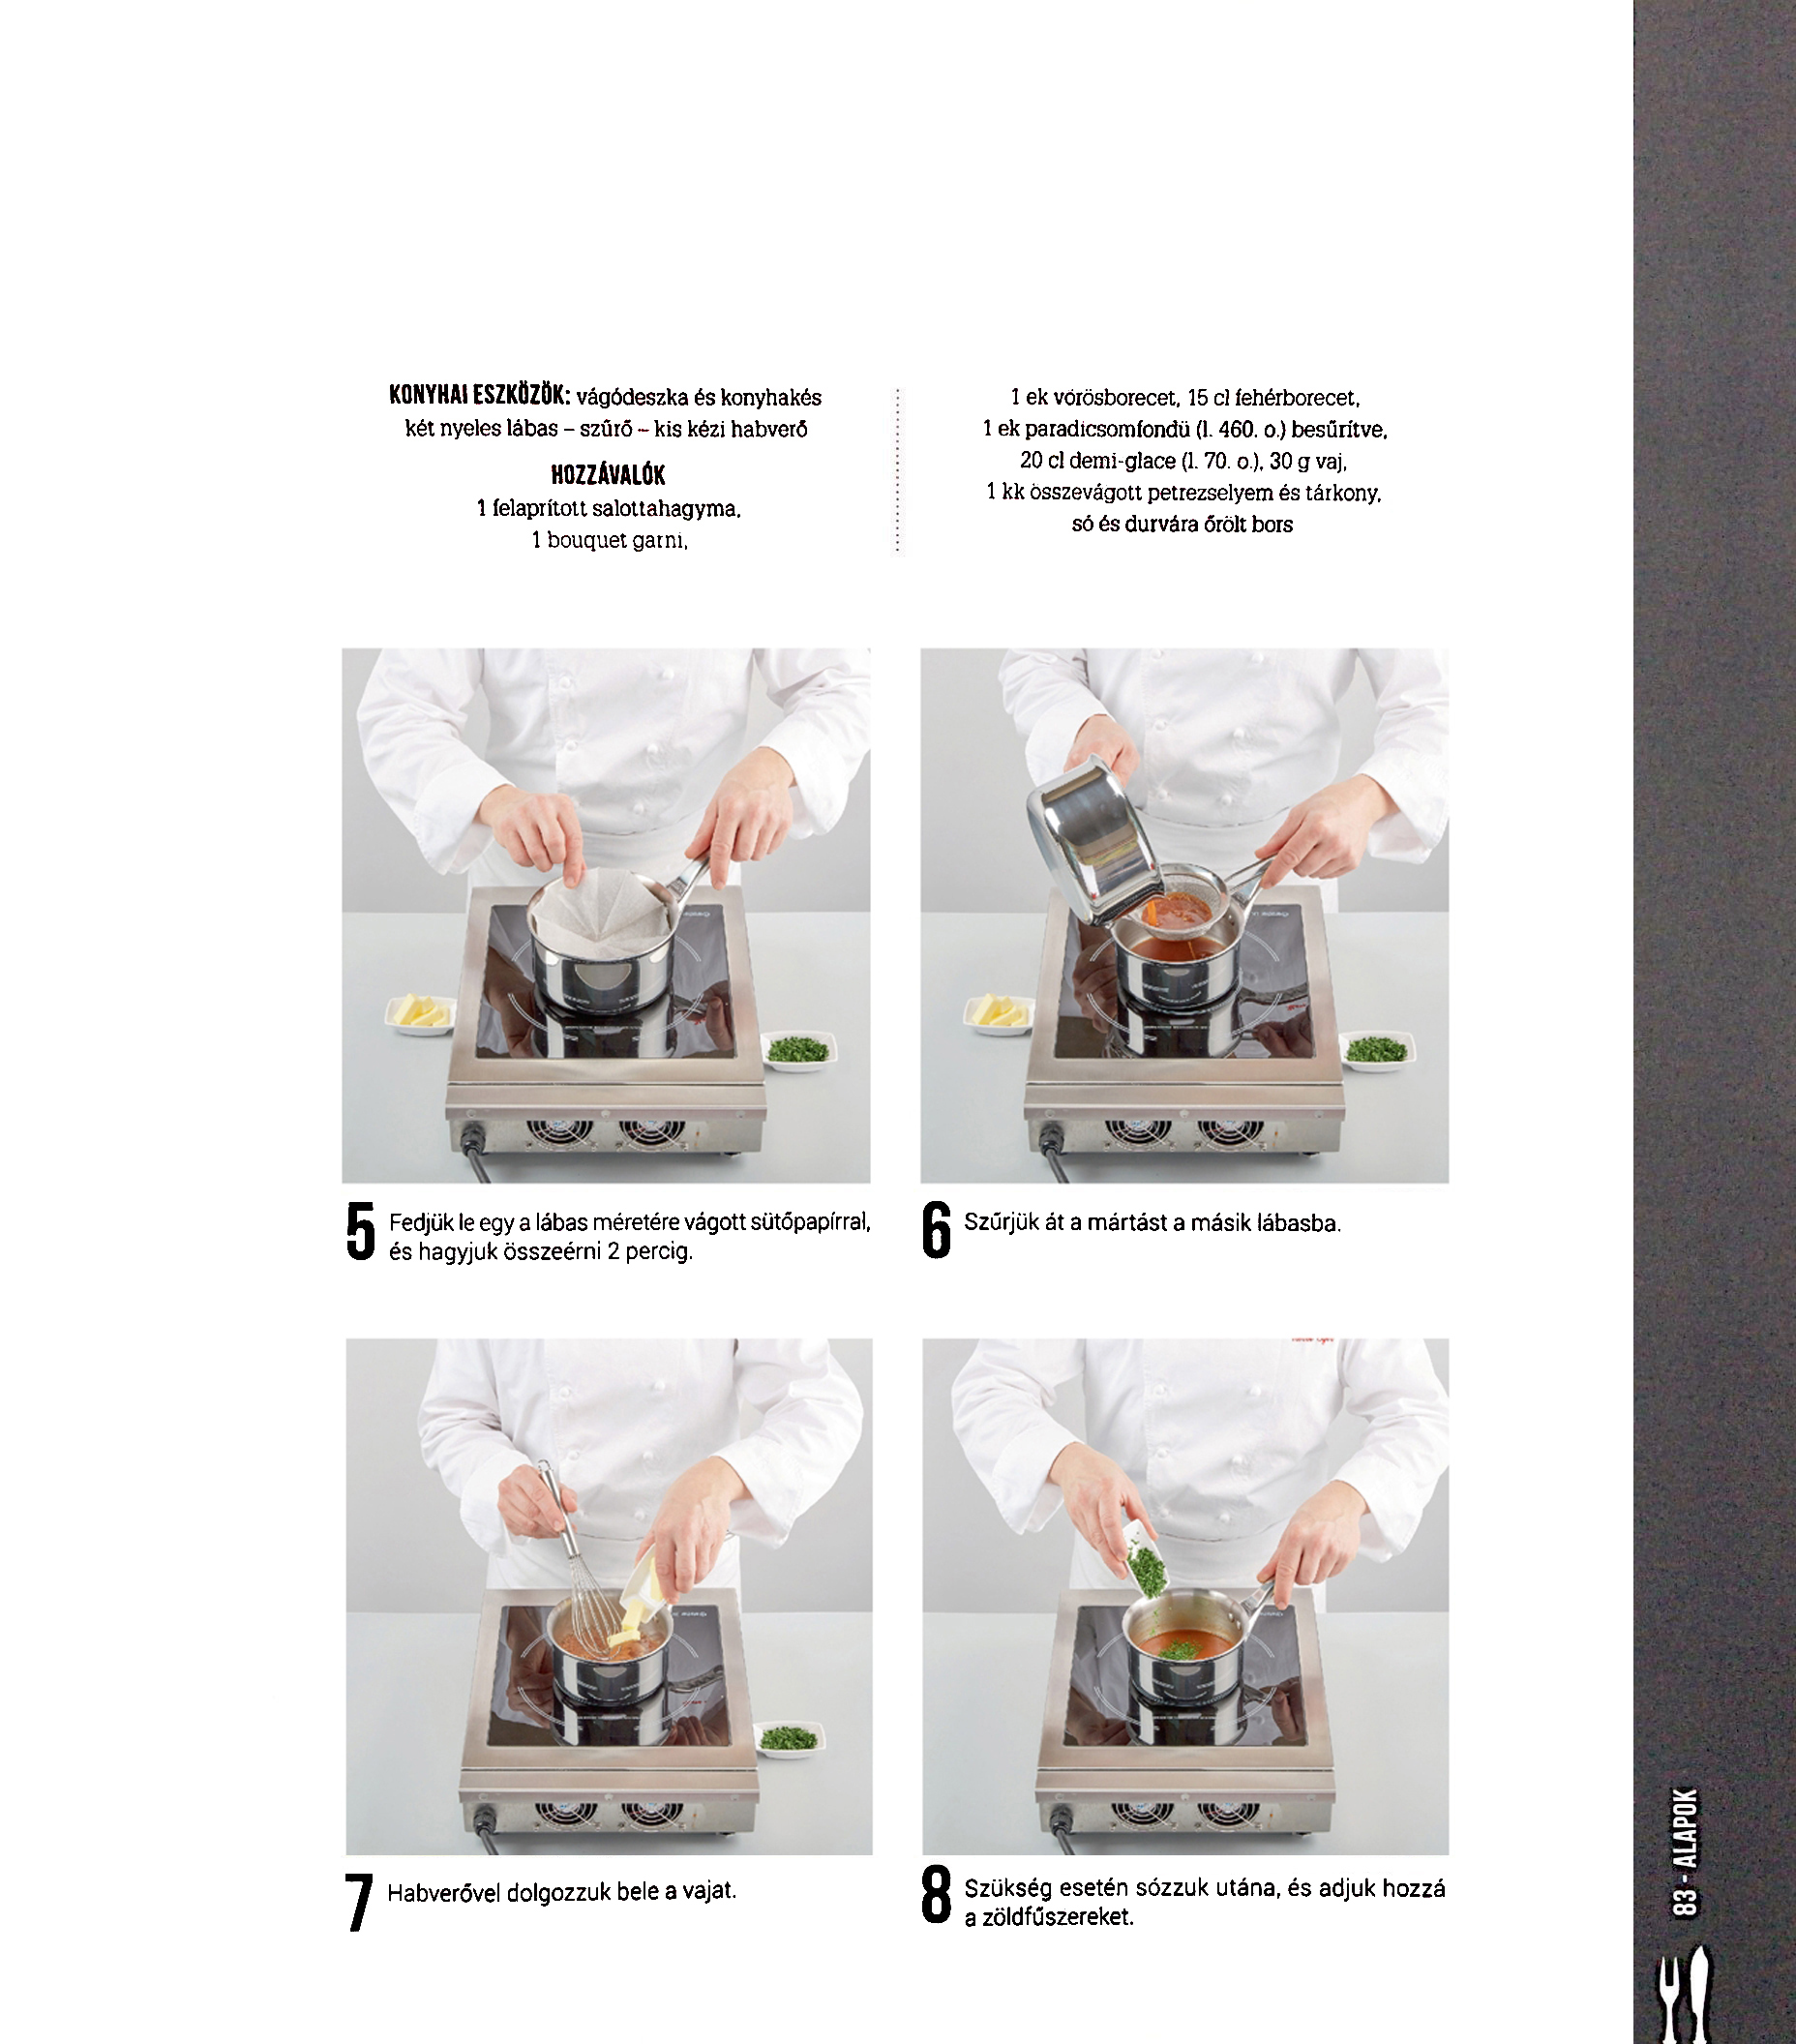 KONYHAI ESZKÖZÖK: vágódeszka és konyhakés
két nyeles lábas – szűrő – kis kézi habverő
HOZZÁVALÓK
1 felaprított salottahagyma,
1 bouquet garni,
1 ek vörösborecet, 15 cl fehérborecet,
1 ek paradicsomfondü (l. 460. o.) besűrítve,
20 cl demi-glace (l. 70. o.), 30 g vaj,
1 kk összevágott petrezselyem és tárkony,
só és durvára őrölt bors
5 Fedjük le egy a lábas méretére vágott sütőpapírral,
és hagyjuk összeérni 2 percig.
6 Szűrjük át a mártást a másik lábasba.
7 Habverővel dolgozzuk bele a vajat.
8 Szükség esetén sózzuk utána, és adjuk hozzá
a zöldfűszereket.
83 - ALAPOK